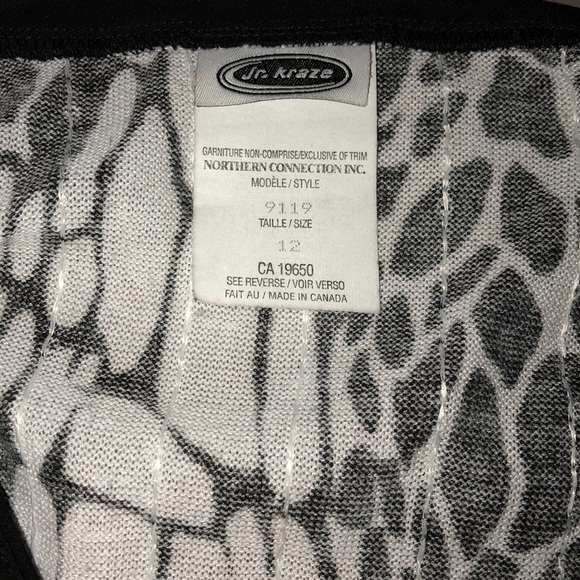 Jr. kraze
GARNITURE NON-COMPRISE/EXCLUSIVE OF TRIM
NORTHERN CONNECTION INC.
MODÈLE / STYLE
9119
TAILLE / SIZE
12
CA 19650
SEE REVERSE / VOIR VERSO
FAIT AU / MADE IN CANADA